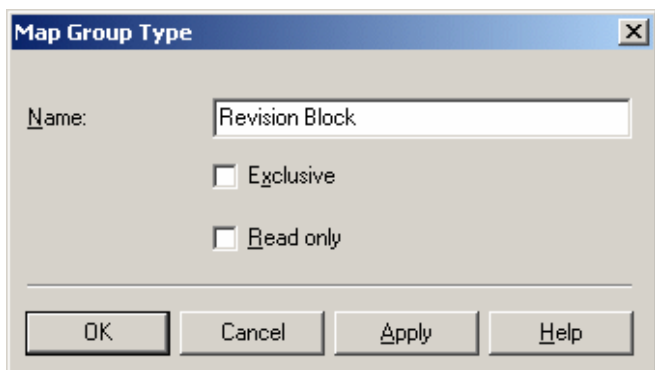 Map Group Type
Name: Revision Block
Exclusive
Read only
OK Cancel Apply Help